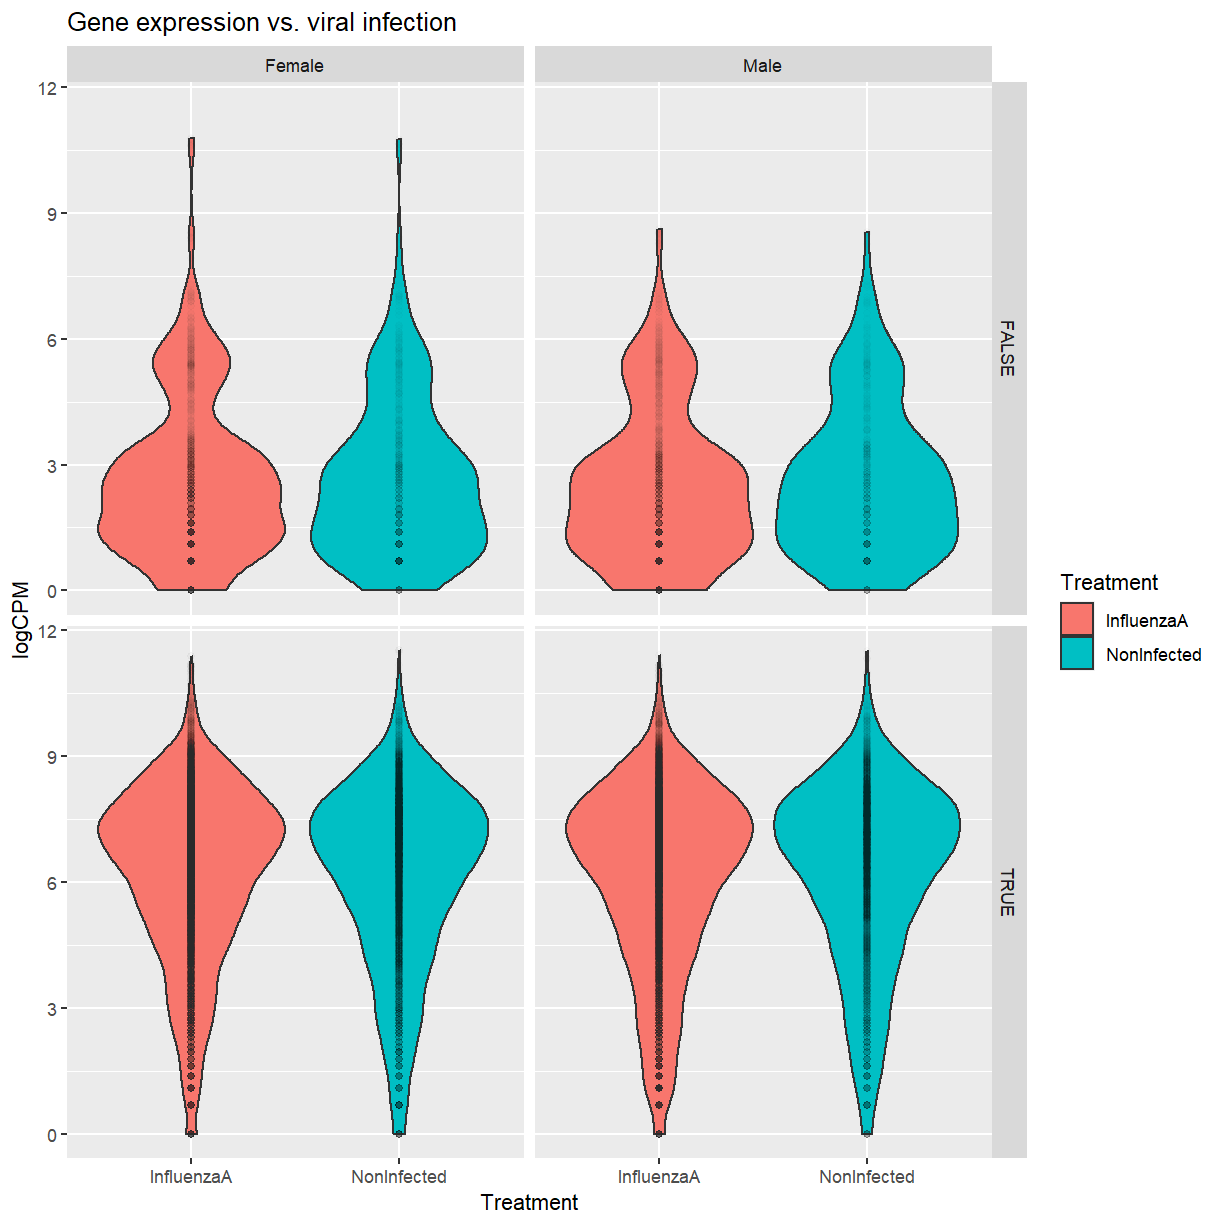 Gene expression vs. viral infection
Female
Male
12
9
6
3
0
FALSE
12
9
6
3
0
TRUE
logCPM
InfluenzaA
NonInfected
InfluenzaA
NonInfected
Treatment
Treatment
InfluenzaA
NonInfected